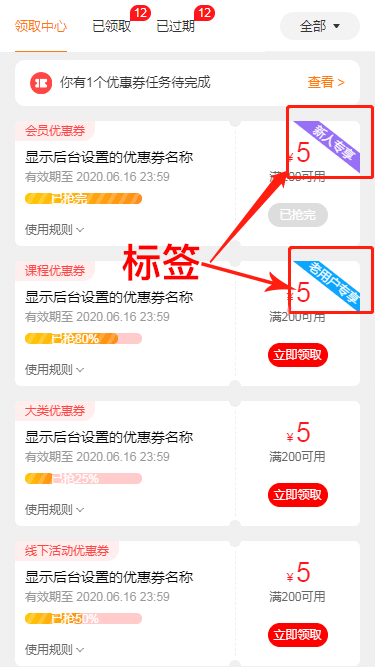 领取中心 已领取 12 已过期 12 全部
你有1个优惠券任务待完成 查看 >
会员优惠券
新人专享
显示后台设置的优惠券名称
¥5
有效期至 2020.06.16 23:59
满200可用
已抢完
已抢完
使用规则
标签
课程优惠券
老用户专享
显示后台设置的优惠券名称
¥5
有效期至 2020.06.16 23:59
满200可用
已抢80%
立即领取
使用规则
大类优惠券
显示后台设置的优惠券名称
¥5
有效期至 2020.06.16 23:59
满200可用
已抢25%
立即领取
使用规则
线下活动优惠券
显示后台设置的优惠券名称
¥5
有效期至 2020.06.16 23:59
满200可用
已抢50%
立即领取
使用规则